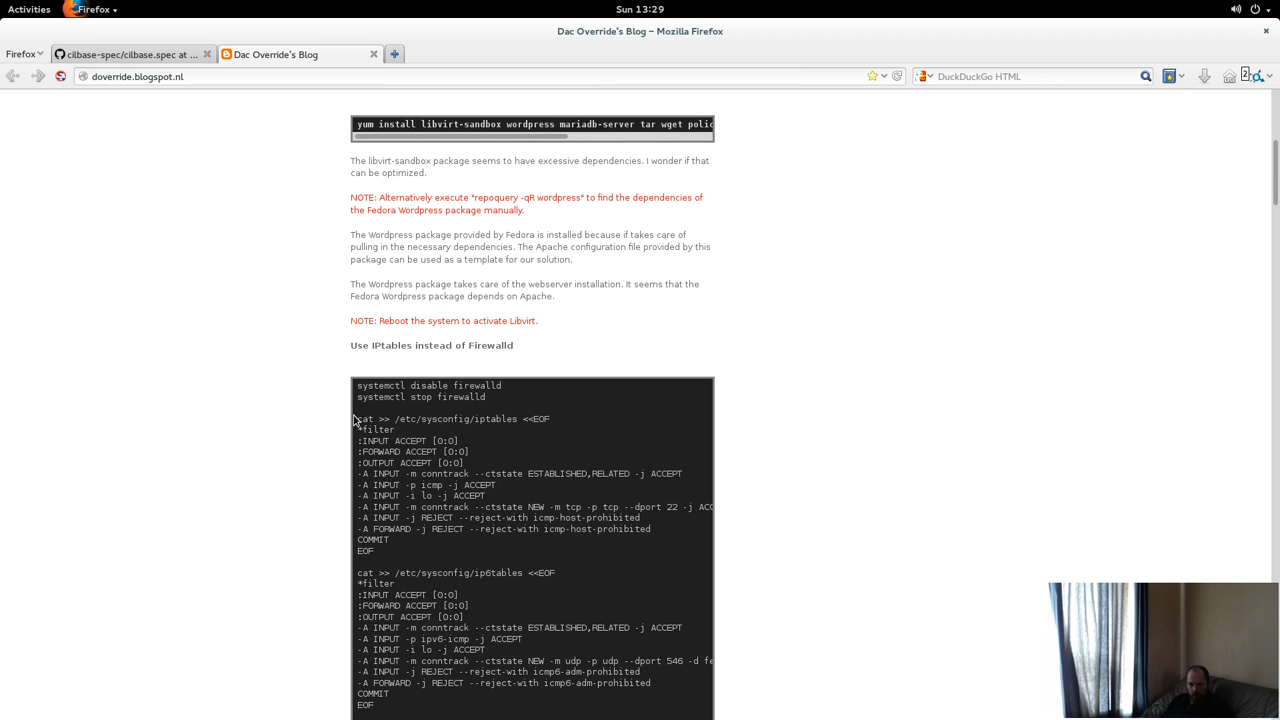 Activities
Firefox
Sun 13:29
Dac Override's Blog – Mozilla Firefox
Firefox
cilbase-spec/cilbase.spec at ...
Dac Override's Blog
doverride.blogspot.nl
DuckDuckGo HTML
2
yum install libvirt-sandbox wordpress mariadb-server tar wget polic
The libvirt-sandbox package seems to have excessive dependencies. I wonder if that
can be optimized.
NOTE: Alternatively execute "repoquery -qR wordpress" to find the dependencies of
the Fedora Wordpress package manually.
The Wordpress package provided by Fedora is installed because if takes care of
pulling in the necessary dependencies. The Apache configuration file provided by this
package can be used as a template for our solution.
The Wordpress package takes care of the webserver installation. It seems that the
Fedora Wordpress package depends on Apache.
NOTE: Reboot the system to activate Libvirt.
Use IPtables instead of Firewalld
systemctl disable firewalld
systemctl stop firewalld
cat >> /etc/sysconfig/iptables <<EOF
*filter
:INPUT ACCEPT [0:0]
:FORWARD ACCEPT [0:0]
:OUTPUT ACCEPT [0:0]
-A INPUT -m conntrack --ctstate ESTABLISHED,RELATED -j ACCEPT
-A INPUT -p icmp -j ACCEPT
-A INPUT -i lo -j ACCEPT
-A INPUT -m conntrack --ctstate NEW -m tcp -p tcp --dport 22 -j ACC
-A INPUT -j REJECT --reject-with icmp-host-prohibited
-A FORWARD -j REJECT --reject-with icmp-host-prohibited
COMMIT
EOF
cat >> /etc/sysconfig/ip6tables <<EOF
*filter
:INPUT ACCEPT [0:0]
:FORWARD ACCEPT [0:0]
:OUTPUT ACCEPT [0:0]
-A INPUT -m conntrack --ctstate ESTABLISHED,RELATED -j ACCEPT
-A INPUT -p ipv6-icmp -j ACCEPT
-A INPUT -i lo -j ACCEPT
-A INPUT -m conntrack --ctstate NEW -m udp -p udp --dport 546 -d fe
-A INPUT -j REJECT --reject-with icmp6-adm-prohibited
-A FORWARD -j REJECT --reject-with icmp6-adm-prohibited
COMMIT
EOF